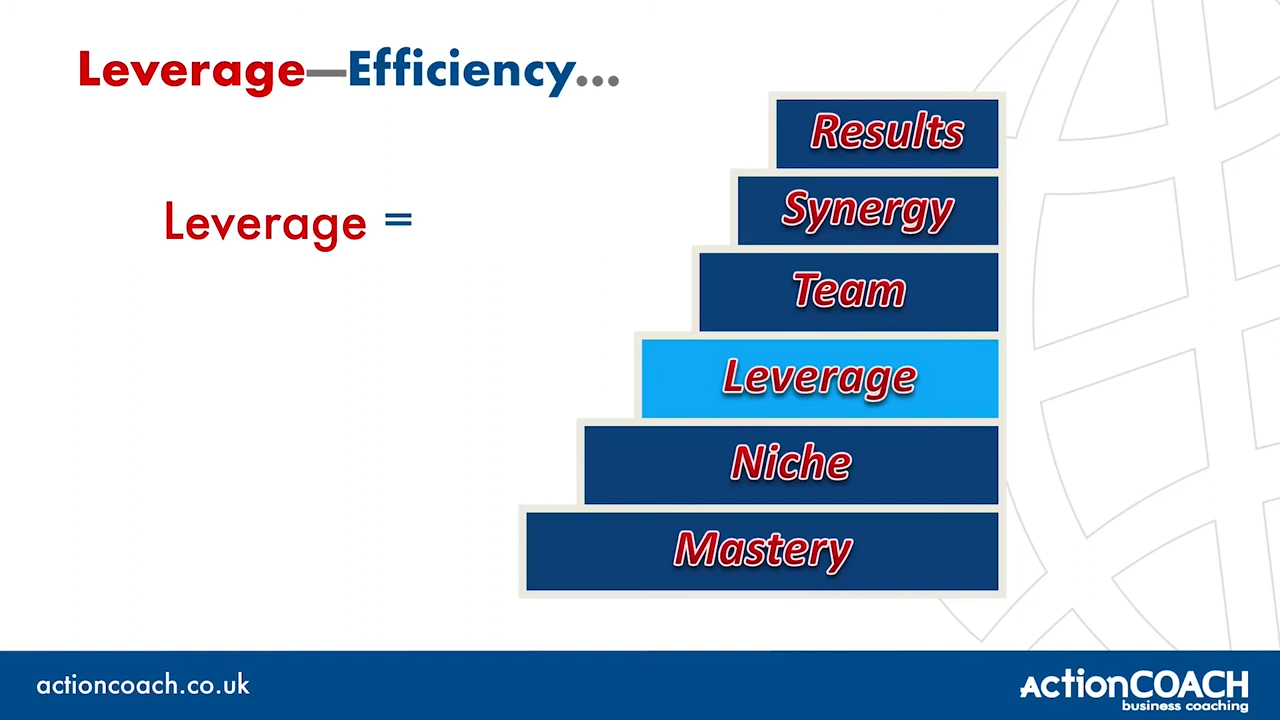 Leverage—Efficiency...
Leverage =
Results
Synergy
Team
Leverage
Niche
Mastery
actioncoach.co.uk
ActionCOACH
business coaching